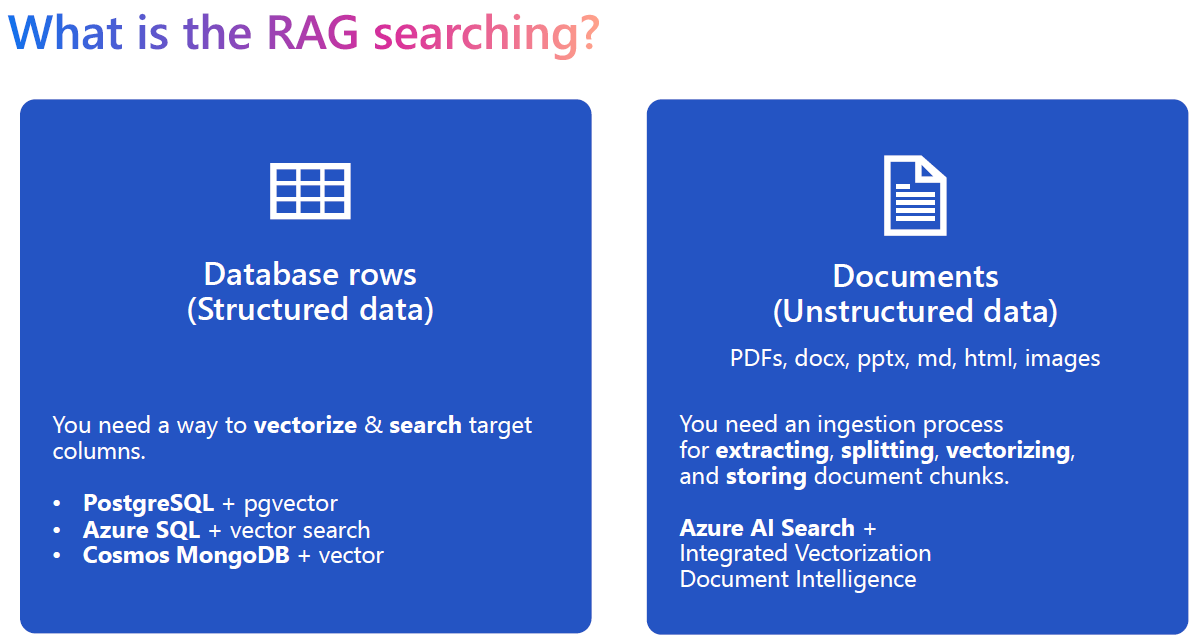 What is the RAG searching?
Database rows
(Structured data)
You need a way to vectorize & search target
columns.
• PostgreSQL + pgvector
• Azure SQL + vector search
• Cosmos MongoDB + vector
Documents
(Unstructured data)
PDFs, docx, pptx, md, html, images
You need an ingestion process
for extracting, splitting, vectorizing,
and storing document chunks.
Azure AI Search +
Integrated Vectorization
Document Intelligence